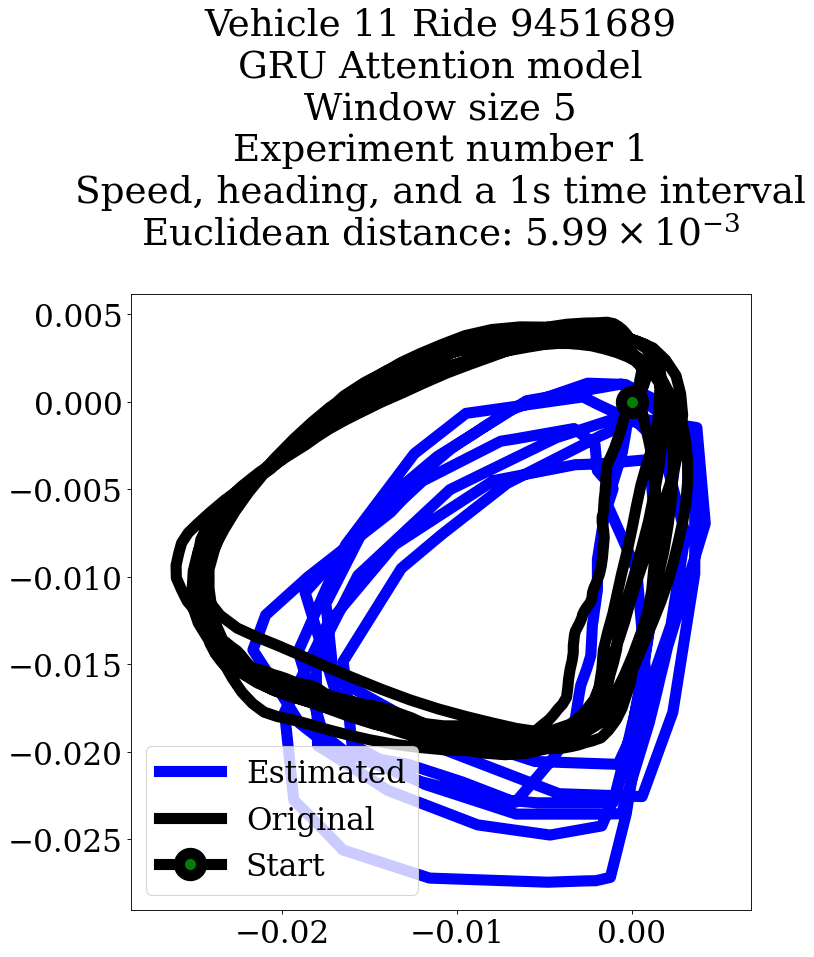 Vehicle 11 Ride 9451689
GRU Attention model
Window size 5
Experiment number 1
Speed, heading, and a 1s time interval
Euclidean distance: 5.99 × 10⁻³
0.005
0.000
−0.005
−0.010
−0.015
−0.020
−0.025
Estimated
Original
Start
−0.02
−0.01
0.00